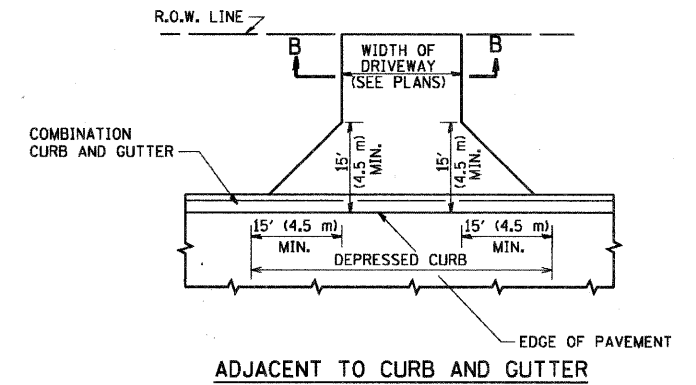 R.O.W. LINE
B
B
WIDTH OF
DRIVEWAY
(SEE PLANS)
COMBINATION
CURB AND GUTTER
15' (4.5 m) MIN.
15' (4.5 m) MIN.
15' (4.5 m)
MIN.
15' (4.5 m)
MIN.
DEPRESSED CURB
EDGE OF PAVEMENT
ADJACENT TO CURB AND GUTTER